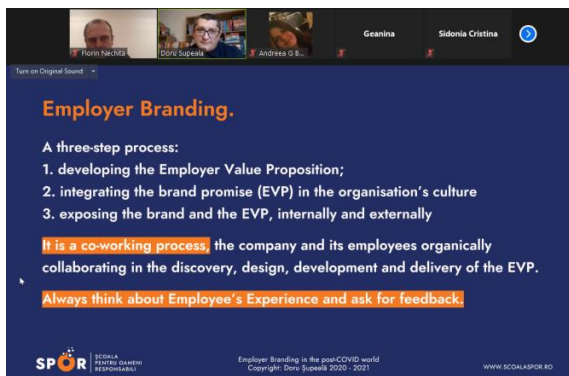 Florin Nechita
Doru Supeala
Andreea G B...
Geanina
Sidonia Cristina
Turn on Original Sound
Employer Branding.
A three-step process:
1. developing the Employer Value Proposition;
2. integrating the brand promise (EVP) in the organisation's culture
3. exposing the brand and the EVP, internally and externally
It is a co-working process, the company and its employees organically
collaborating in the discovery, design, development and delivery of the EVP.
Always think about Employee's Experience and ask for feedback.
SPOR
ȘCOALA
PENTRU OAMENI
RESPONSABILI
Employer Branding in the post-COVID world
Copyright: Doru Șupeală 2020 - 2021
WWW.SCOALASPOR.RO